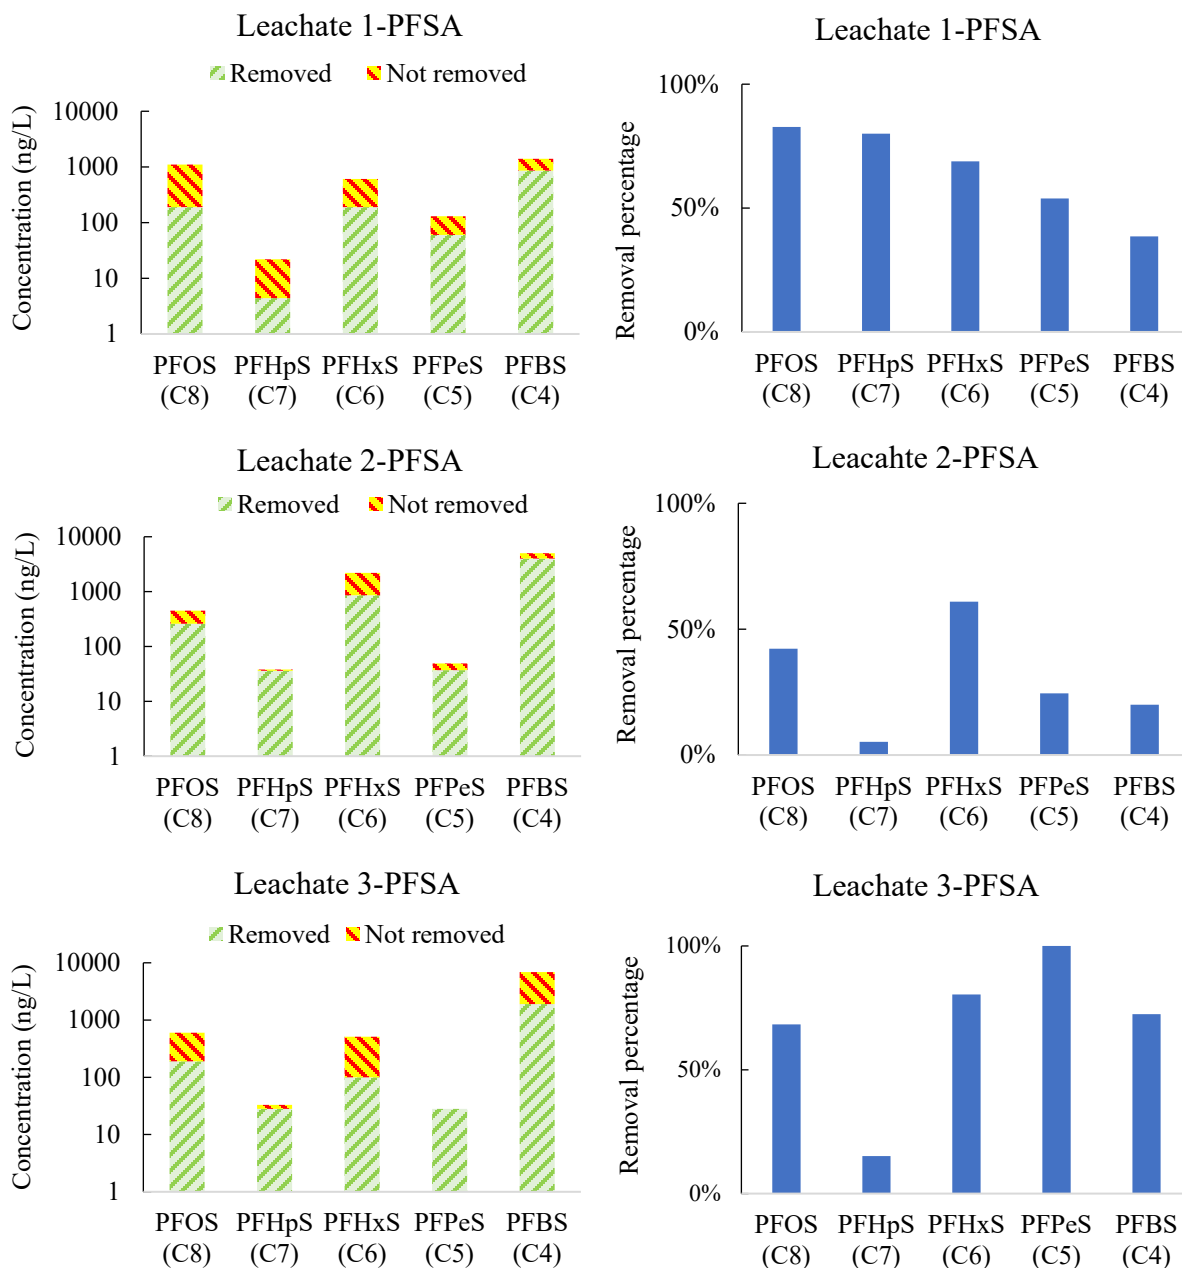 Leachate 1-PFSA
Removed Not removed
Concentration (ng/L)
10000
1000
100
10
1
PFOS PFHpS PFHxS PFPeS PFBS
(C8) (C7) (C6) (C5) (C4)
Leachate 1-PFSA
Removal percentage
100%
50%
0%
PFOS PFHpS PFHxS PFPeS PFBS
(C8) (C7) (C6) (C5) (C4)
Leachate 2-PFSA
Removed Not removed
Concentration (ng/L)
10000
1000
100
10
1
PFOS PFHpS PFHxS PFPeS PFBS
(C8) (C7) (C6) (C5) (C4)
Leacahte 2-PFSA
Removal percentage
100%
50%
0%
PFOS PFHpS PFHxS PFPeS PFBS
(C8) (C7) (C6) (C5) (C4)
Leachate 3-PFSA
Removed Not removed
Concentration (ng/L)
10000
1000
100
10
1
PFOS PFHpS PFHxS PFPeS PFBS
(C8) (C7) (C6) (C5) (C4)
Leachate 3-PFSA
Removal percentage
100%
50%
0%
PFOS PFHpS PFHxS PFPeS PFBS
(C8) (C7) (C6) (C5) (C4)